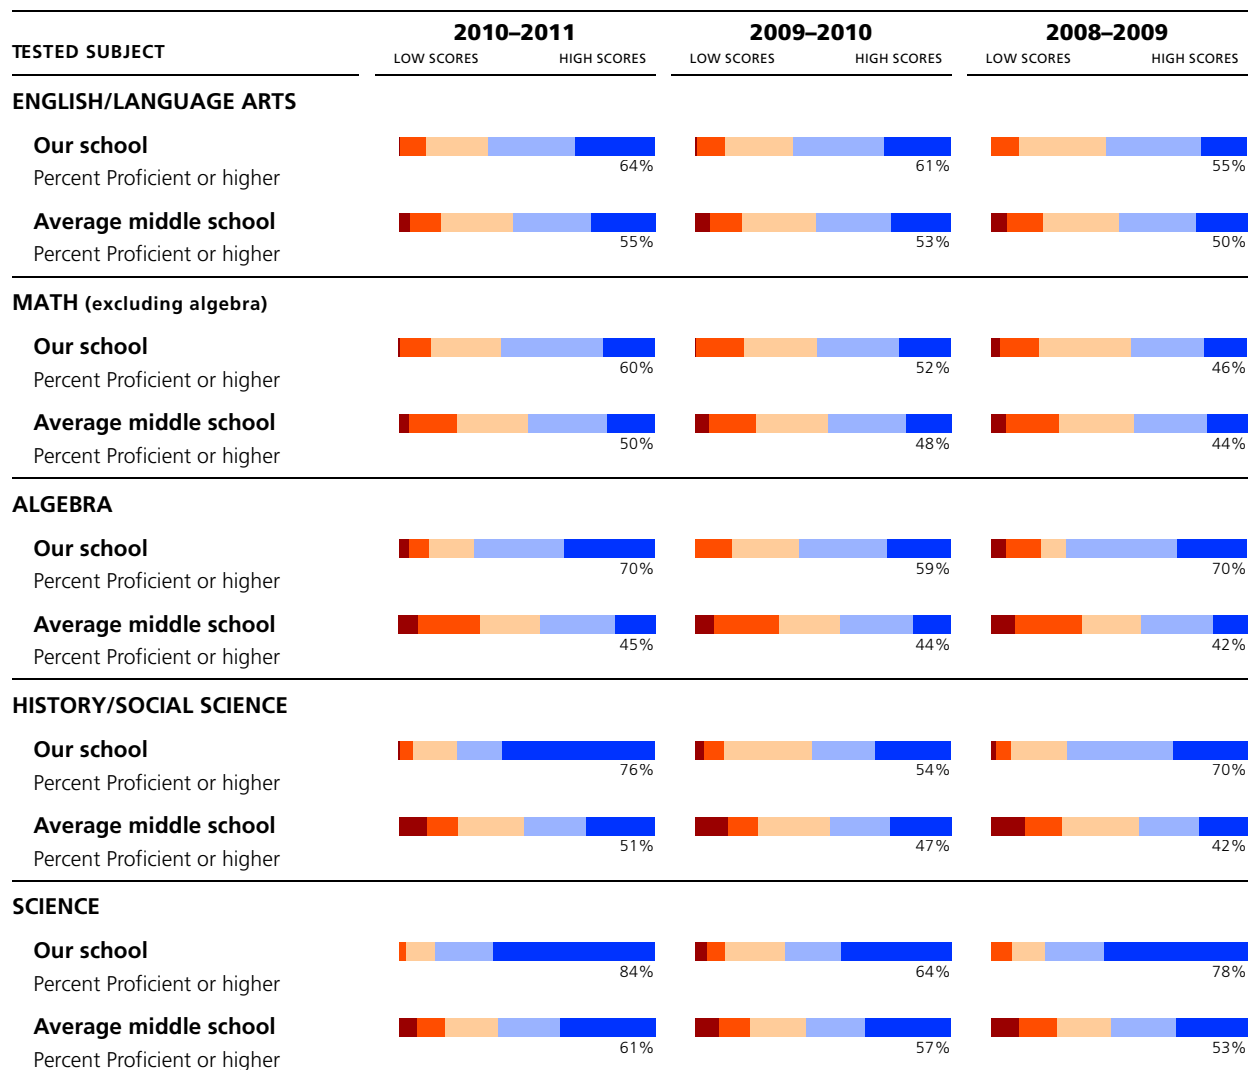 2010–2011 2009–2010 2008–2009
TESTED SUBJECT LOW SCORES HIGH SCORES LOW SCORES HIGH SCORES LOW SCORES HIGH SCORES
ENGLISH/LANGUAGE ARTS
Our school
64% 61% 55%
Percent Proficient or higher
Average middle school
55% 53% 50%
Percent Proficient or higher
MATH (excluding algebra)
Our school
60% 52% 46%
Percent Proficient or higher
Average middle school
50% 48% 44%
Percent Proficient or higher
ALGEBRA
Our school
70% 59% 70%
Percent Proficient or higher
Average middle school
45% 44% 42%
Percent Proficient or higher
HISTORY/SOCIAL SCIENCE
Our school
76% 54% 70%
Percent Proficient or higher
Average middle school
51% 47% 42%
Percent Proficient or higher
SCIENCE
Our school
84% 64% 78%
Percent Proficient or higher
Average middle school
61% 57% 53%
Percent Proficient or higher